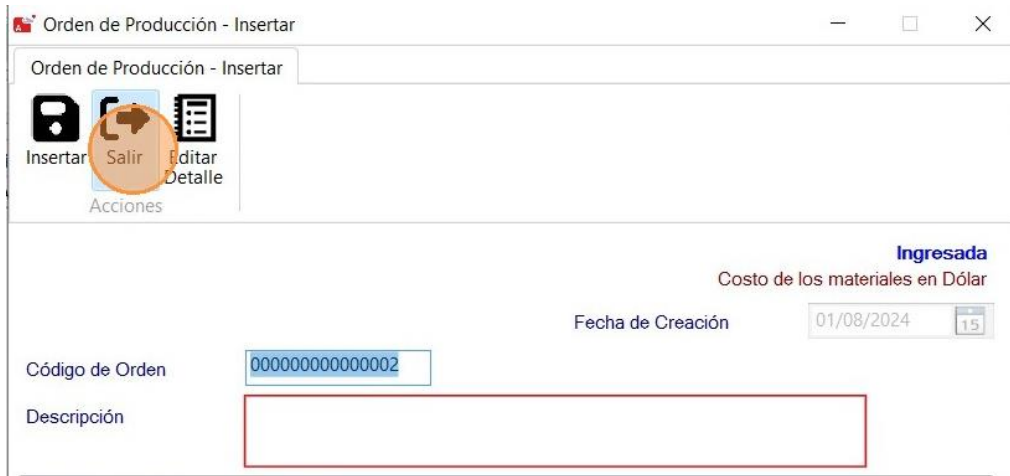 Orden de Producción - Insertar
Orden de Producción - Insertar
Insertar Salir Editar Detalle
Acciones
Ingresada
Costo de los materiales en Dólar
Fecha de Creación 01/08/2024 15
Código de Orden 000000000000002
Descripción